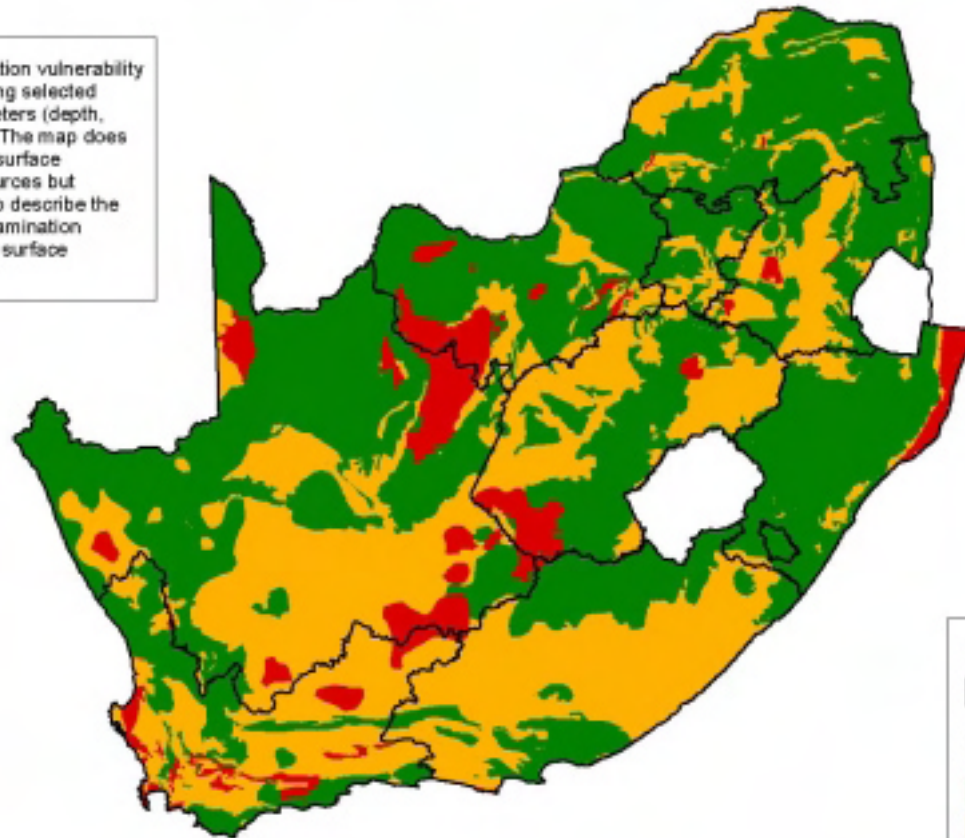 tion vulnerability
ng selected
eters (depth,
The map does
surface
urces but
o describe the
amination
surface